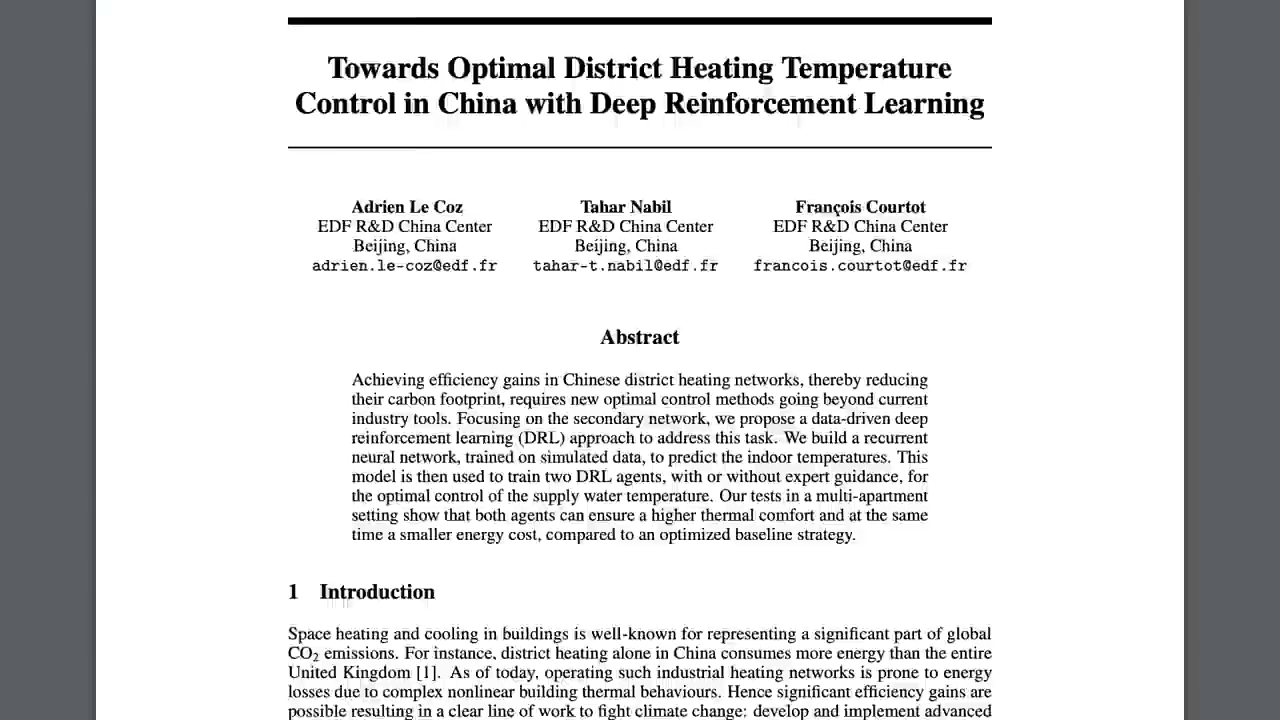 Towards Optimal District Heating Temperature
Control in China with Deep Reinforcement Learning
Adrien Le Coz
EDF R&D China Center
Beijing, China
adrien.le-coz@edf.fr
Tahar Nabil
EDF R&D China Center
Beijing, China
tahar-t.nabil@edf.fr
François Courtot
EDF R&D China Center
Beijing, China
francois.courtot@edf.fr
Abstract
Achieving efficiency gains in Chinese district heating networks, thereby reducing
their carbon footprint, requires new optimal control methods going beyond current
industry tools. Focusing on the secondary network, we propose a data-driven deep
reinforcement learning (DRL) approach to address this task. We build a recurrent
neural network, trained on simulated data, to predict the indoor temperatures. This
model is then used to train two DRL agents, with or without expert guidance, for
the optimal control of the supply water temperature. Our tests in a multi-apartment
setting show that both agents can ensure a higher thermal comfort and at the same
time a smaller energy cost, compared to an optimized baseline strategy.
1 Introduction
Space heating and cooling in buildings is well-known for representing a significant part of global
CO₂ emissions. For instance, district heating alone in China consumes more energy than the entire
United Kingdom [1]. As of today, operating such industrial heating networks is prone to energy
losses due to complex nonlinear building thermal behaviours. Hence significant efficiency gains are
possible resulting in a clear line of work to fight climate change: develop and implement advanced